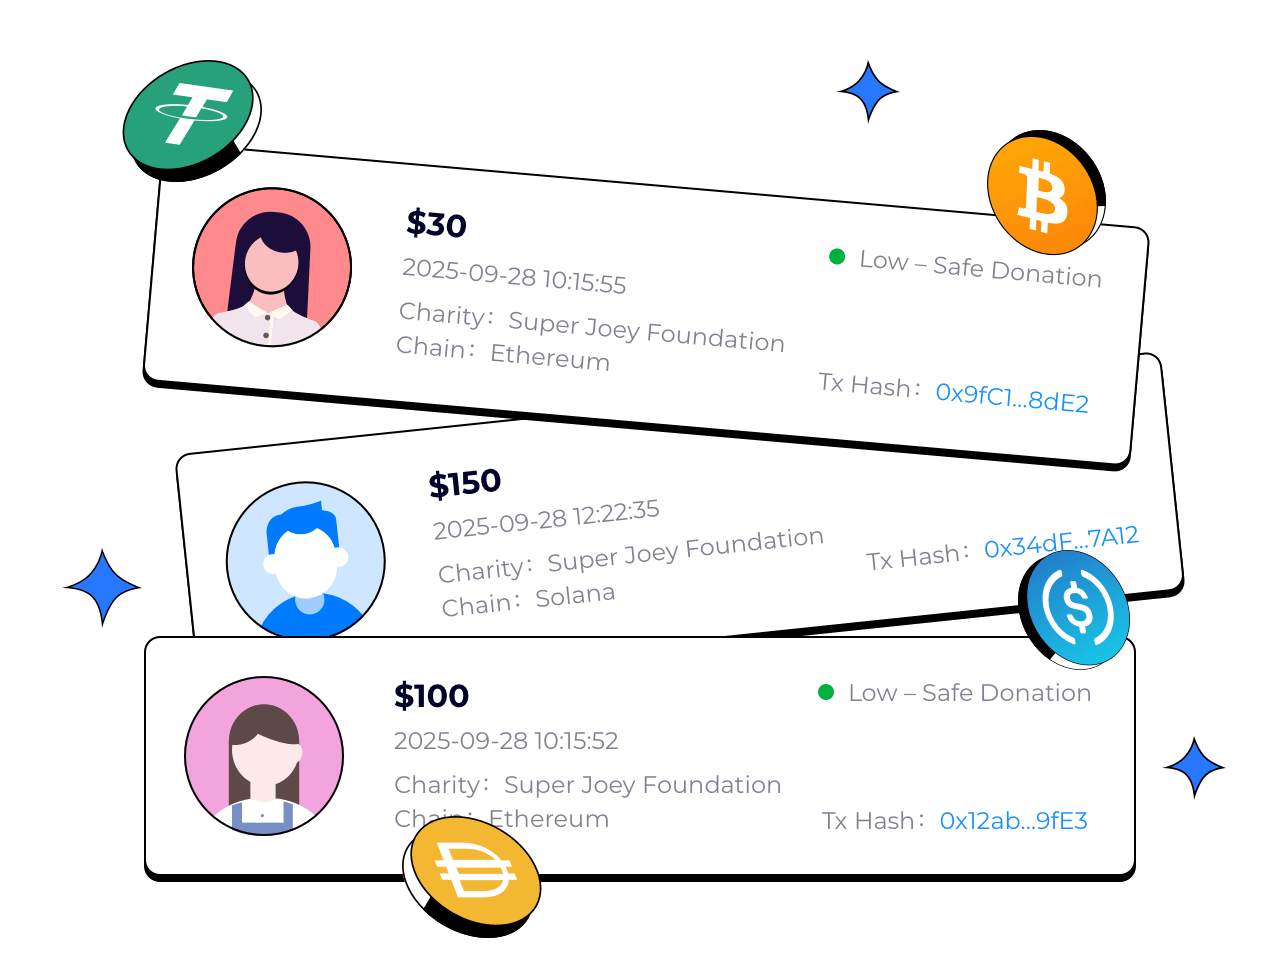 $30
2025-09-28 10:15:55
Low – Safe Donation
Charity: Super Joey Foundation
Chain: Ethereum
Tx Hash: 0x9fC1...8dE2
$150
2025-09-28 12:22:35
Charity: Super Joey Foundation
Chain: Solana
Tx Hash: 0x34dF...7A12
$100
2025-09-28 10:15:52
Low – Safe Donation
Charity: Super Joey Foundation
Chain: Ethereum
Tx Hash: 0x12ab...9fE3